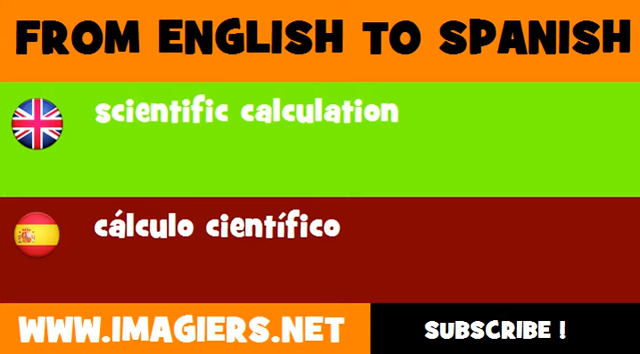 FROM ENGLISH TO SPANISH
scientific calculation
cálculo científico
WWW.IMAGIERS.NET
SUBSCRIBE !